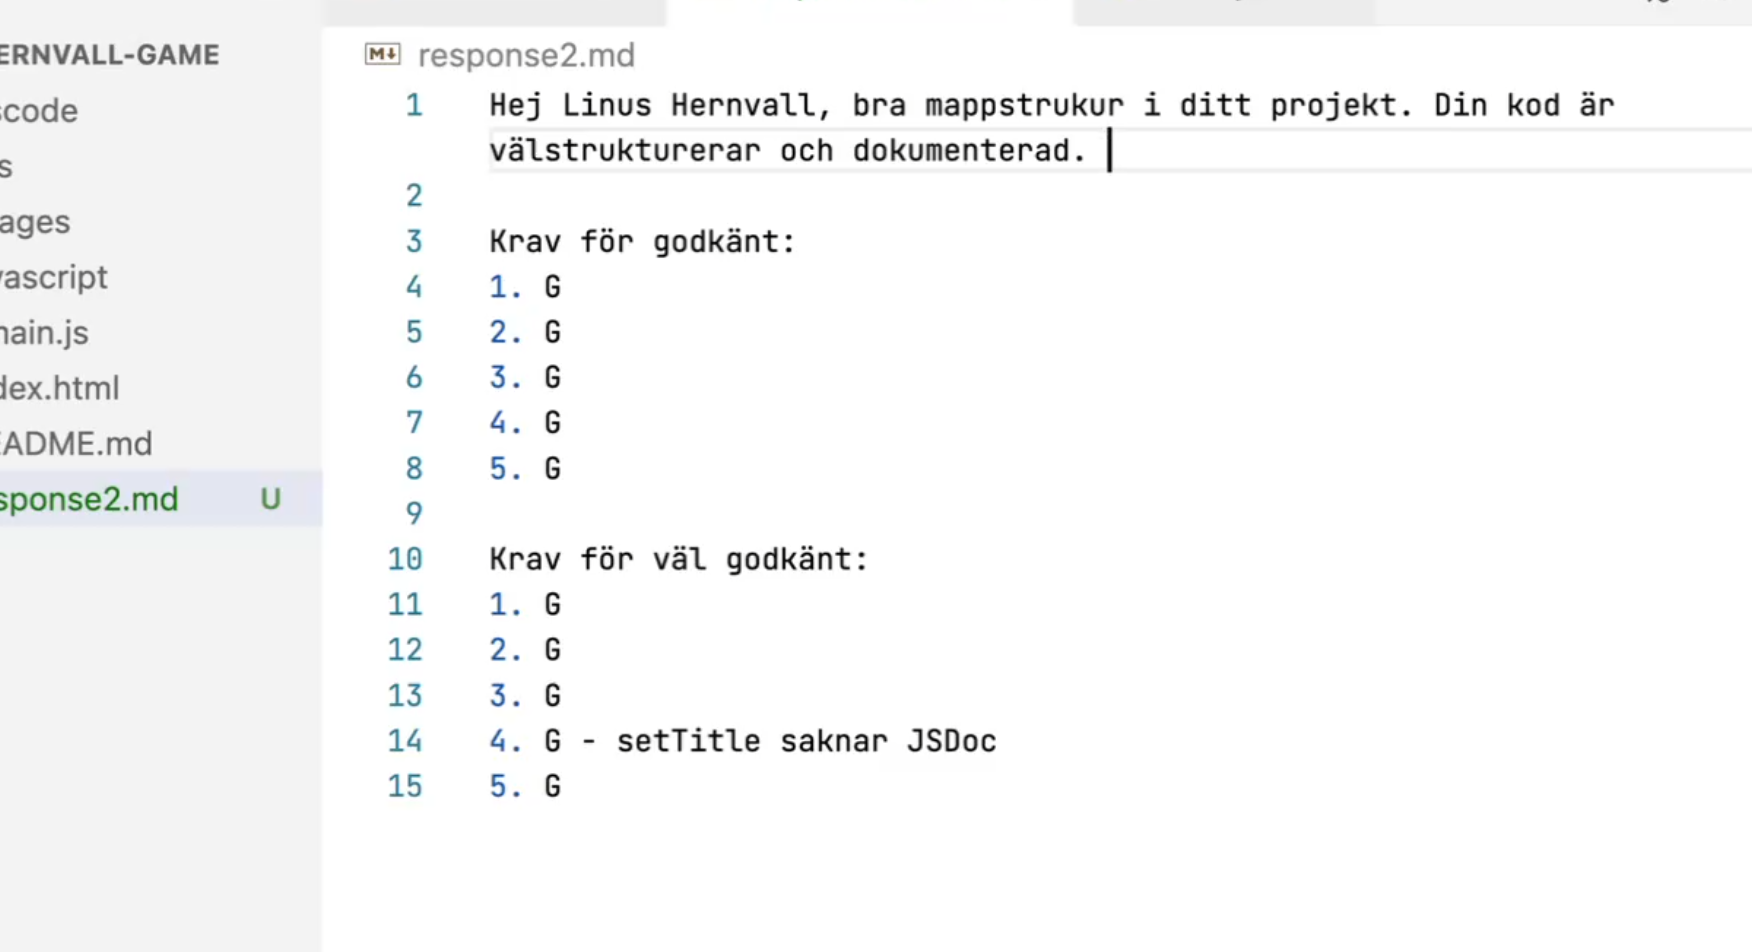 ERNVALL-GAME
scode
s
ages
vascript
main.js
dex.html
EADME.md
sponse2.md U
M↓ response2.md
1 Hej Linus Hernvall, bra mappstrukur i ditt projekt. Din kod är
välstrukturerar och dokumenterad.
2
3 Krav för godkänt:
4 1. G
5 2. G
6 3. G
7 4. G
8 5. G
9
10 Krav för väl godkänt:
11 1. G
12 2. G
13 3. G
14 4. G - setTitle saknar JSDoc
15 5. G